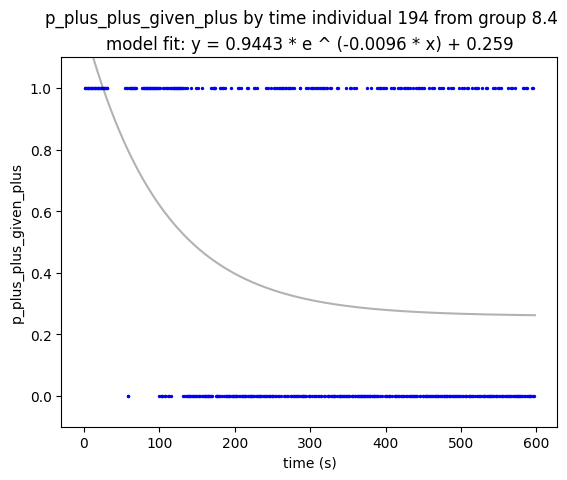 p_plus_plus_given_plus by time individual 194 from group 8.4
model fit: y = 0.9443 * e ^ (-0.0096 * x) + 0.259
p_plus_plus_given_plus
1.0
0.8
0.6
0.4
0.2
0.0
0 100 200 300 400 500 600
time (s)